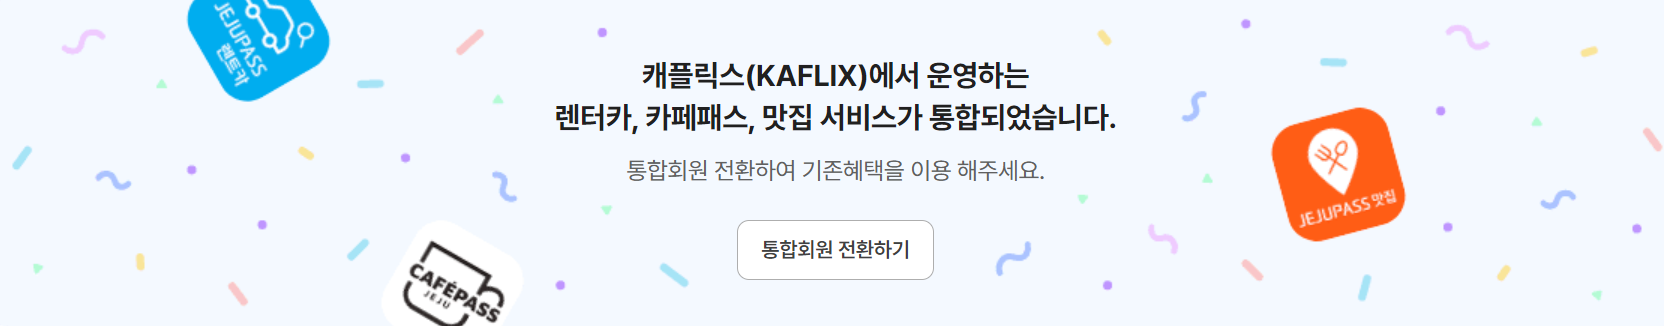 JEJUPASS
렌트카
캐플릭스(KAFLIX)에서 운영하는
렌터카, 카페패스, 맛집 서비스가 통합되었습니다.
통합회원 전환하여 기존혜택을 이용 해주세요.
JEJUPASS 맛집
통합회원 전환하기
CAFÉPASS
JEJU